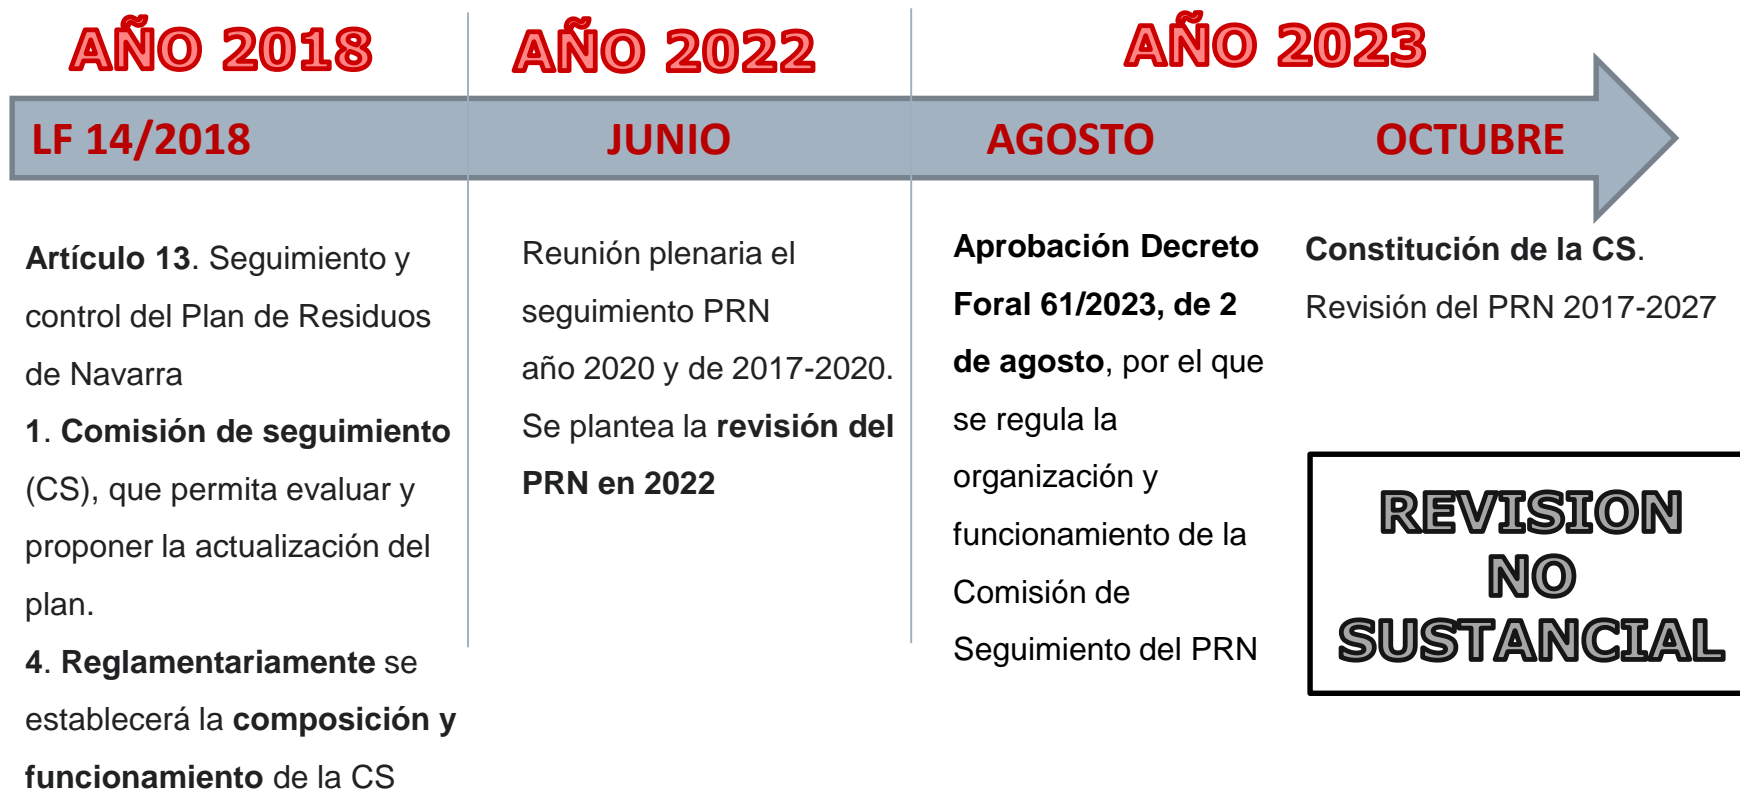 AÑO 2018
AÑO 2022
AÑO 2023
LF 14/2018
JUNIO
AGOSTO
OCTUBRE
Artículo 13. Seguimiento y
control del Plan de Residuos
de Navarra
1. Comisión de seguimiento
(CS), que permita evaluar y
proponer la actualización del
plan.
4. Reglamentariamente se
establecerá la composición y
funcionamiento de la CS
Reunión plenaria el
seguimiento PRN
año 2020 y de 2017-2020.
Se plantea la revisión del
PRN en 2022
Aprobación Decreto
Foral 61/2023, de 2
de agosto, por el que
se regula la
organización y
funcionamiento de la
Comisión de
Seguimiento del PRN
Constitución de la CS.
Revisión del PRN 2017-2027
REVISION
NO
SUSTANCIAL